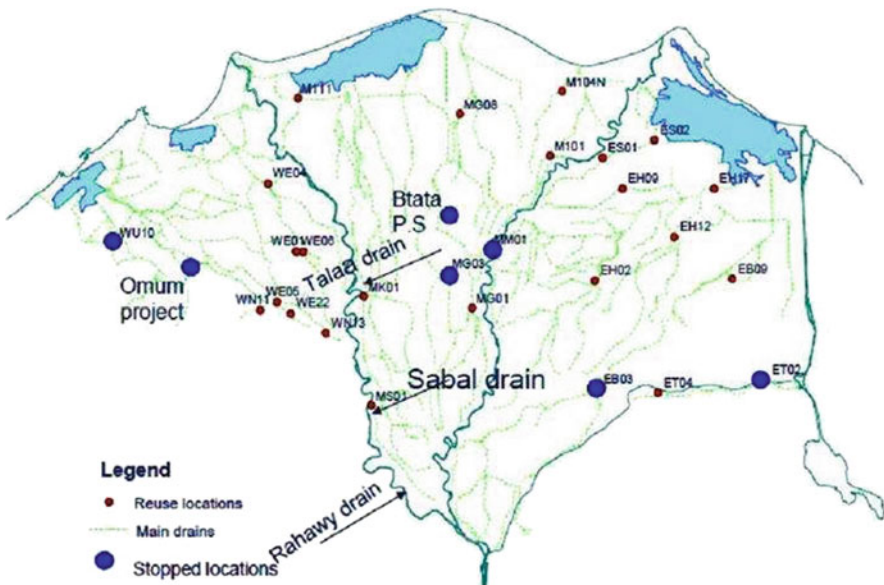 M111
M104N
MG08
ES02
M101
ES01
WE04
EH09
EH17
Btata
P.S
WU10
EH12
WE01
WE06
MM01
Talaa drain
MG03
Omum
project
EH02
EB09
MK01
WE05
WN11
WE22
MG01
WN13
Sabal drain
EB03
ET02
ET04
MS01
Legend
Reuse locations
Main drains
Stopped locations
Rahawy drain